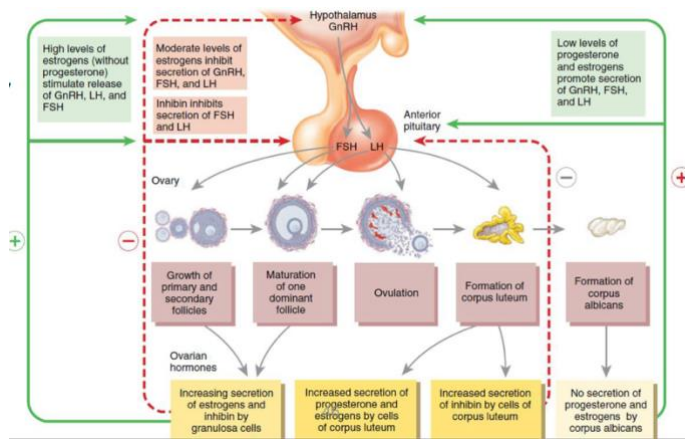 Hypothalamus
GnRH
High levels of
estrogens (without
progesterone)
stimulate release
of GnRH, LH, and
FSH
Moderate levels of
estrogens inhibit
secretion of GnRH,
FSH, and LH
Inhibin inhibits
secretion of FSH
and LH
Low levels of
progesterone
and estrogens
promote secretion
of GnRH, FSH,
and LH
Anterior
pituitary
FSH LH
Ovary
Growth of
primary and
secondary
follicles
Maturation
of one
dominant
follicle
Ovulation
Formation of
corpus luteum
Formation of
corpus
albicans
Ovarian
hormones
Increasing secretion
of estrogens and
inhibin by
granulosa cells
Increased secretion of
progesterone and
estrogens by cells
of corpus luteum
Increased secretion
of inhibin by cells of
corpus luteum
No secretion of
progesterone and
estrogens by
corpus albicans